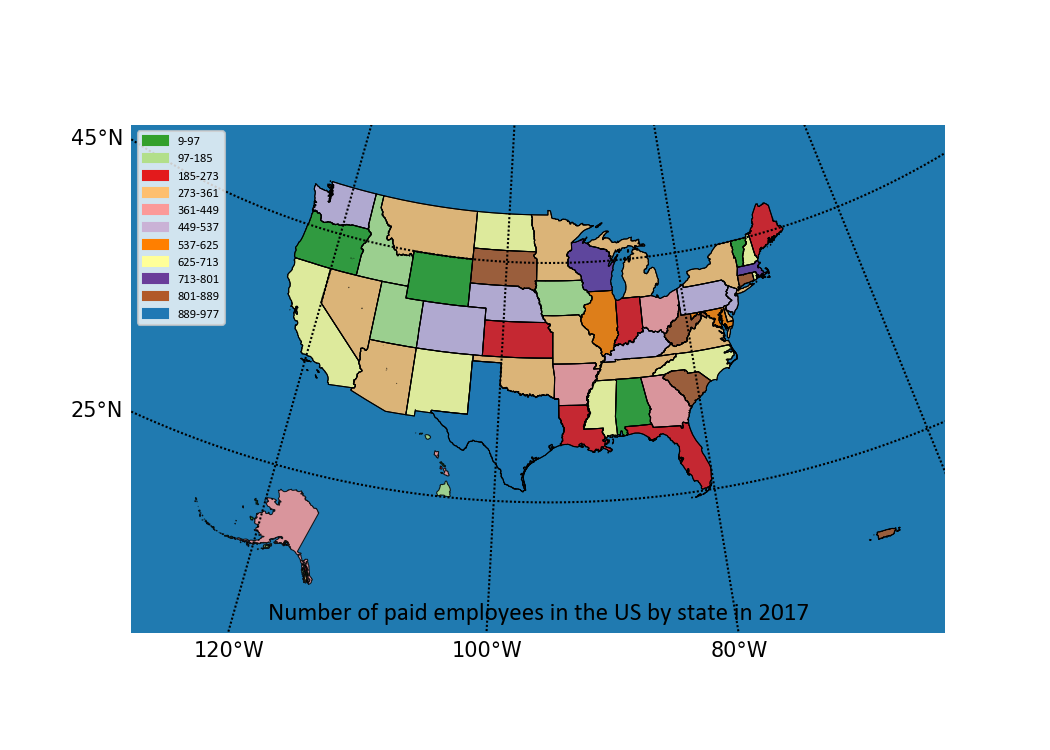 45°N
9-97
97-185
185-273
273-361
361-449
449-537
537-625
625-713
713-801
801-889
889-977
25°N
Number of paid employees in the US by state in 2017
120°W 100°W 80°W